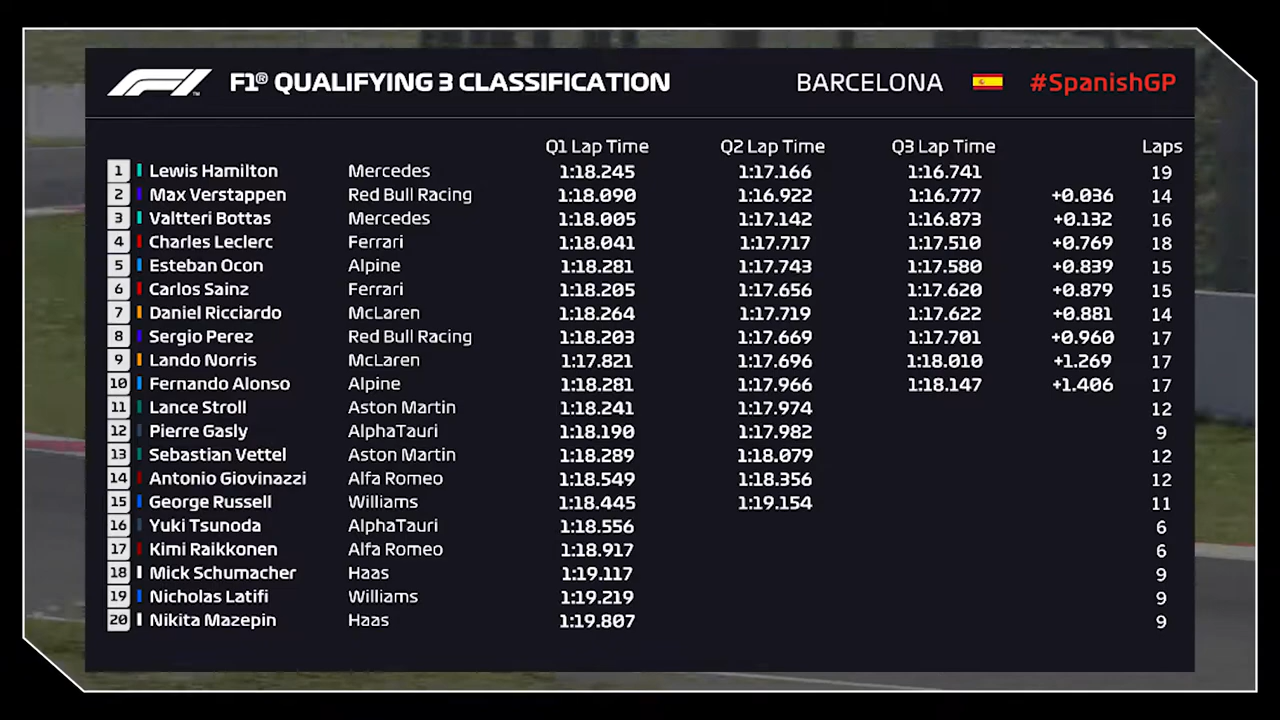 F1 F1® QUALIFYING 3 CLASSIFICATION BARCELONA #SpanishGP
Q1 Lap Time Q2 Lap Time Q3 Lap Time Laps
1 Lewis Hamilton Mercedes 1:18.245 1:17.166 1:16.741 19
2 Max Verstappen Red Bull Racing 1:18.090 1:16.922 1:16.777 +0.036 14
3 Valtteri Bottas Mercedes 1:18.005 1:17.142 1:16.873 +0.132 16
4 Charles Leclerc Ferrari 1:18.041 1:17.717 1:17.510 +0.769 18
5 Esteban Ocon Alpine 1:18.281 1:17.743 1:17.580 +0.839 15
6 Carlos Sainz Ferrari 1:18.205 1:17.656 1:17.620 +0.879 15
7 Daniel Ricciardo McLaren 1:18.264 1:17.719 1:17.622 +0.881 14
8 Sergio Perez Red Bull Racing 1:18.203 1:17.669 1:17.701 +0.960 17
9 Lando Norris McLaren 1:17.821 1:17.696 1:18.010 +1.269 17
10 Fernando Alonso Alpine 1:18.281 1:17.966 1:18.147 +1.406 17
11 Lance Stroll Aston Martin 1:18.241 1:17.974 12
12 Pierre Gasly AlphaTauri 1:18.190 1:17.982 9
13 Sebastian Vettel Aston Martin 1:18.289 1:18.079 12
14 Antonio Giovinazzi Alfa Romeo 1:18.549 1:18.356 12
15 George Russell Williams 1:18.445 1:19.154 11
16 Yuki Tsunoda AlphaTauri 1:18.556 6
17 Kimi Raikkonen Alfa Romeo 1:18.917 6
18 Mick Schumacher Haas 1:19.117 9
19 Nicholas Latifi Williams 1:19.219 9
20 Nikita Mazepin Haas 1:19.807 9